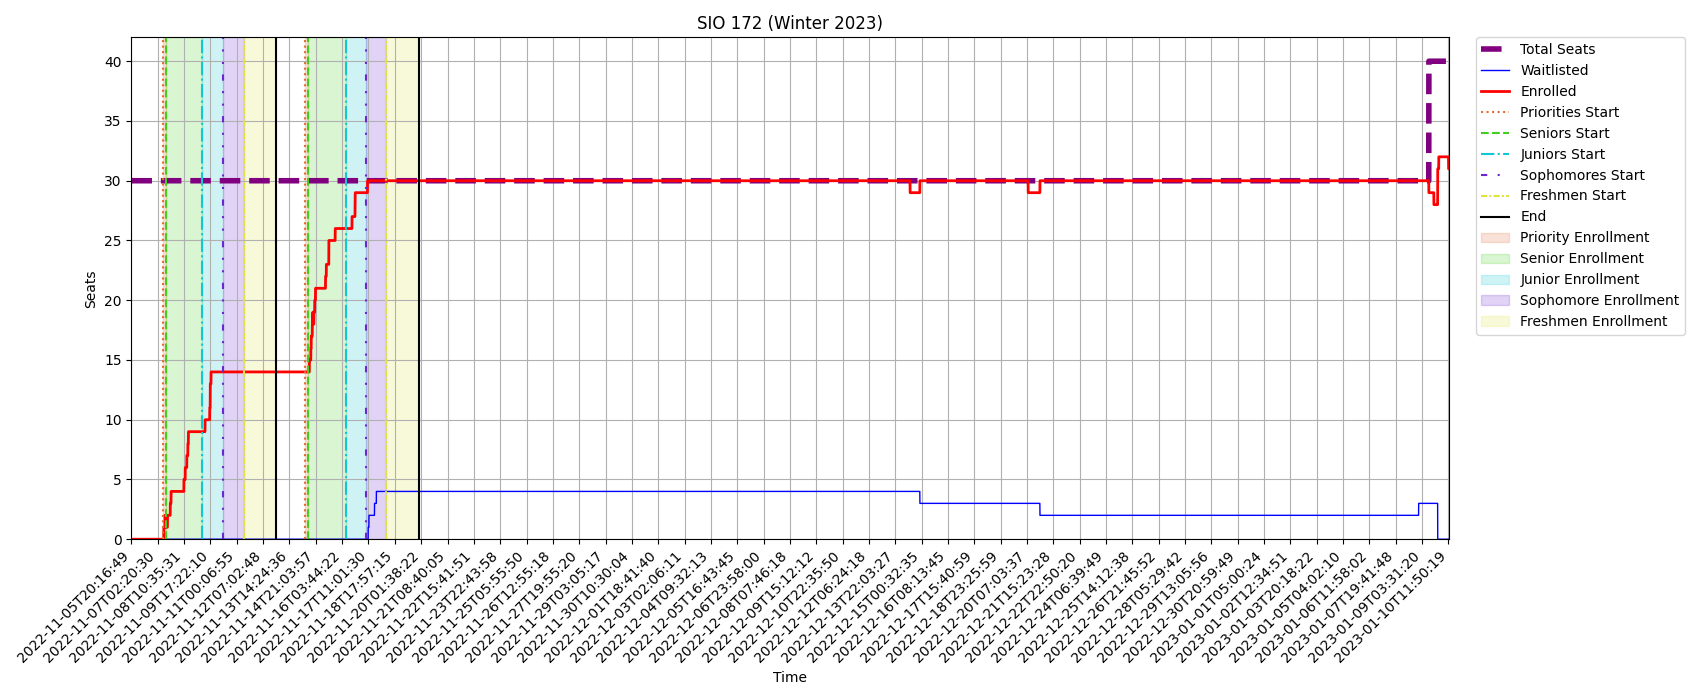 SIO 172 (Winter 2023)
40
35
30
25
20
15
10
5
0
Seats
2022-11-05T20:16:49
2022-11-07T02:20:30
2022-11-08T10:35:31
2022-11-09T17:22:10
2022-11-11T00:06:55
2022-11-12T07:02:48
2022-11-13T14:24:36
2022-11-14T21:03:57
2022-11-16T03:44:22
2022-11-17T11:01:30
2022-11-18T17:57:15
2022-11-20T01:38:22
2022-11-21T08:40:05
2022-11-22T15:41:51
2022-11-23T22:43:58
2022-11-25T05:55:50
2022-11-26T12:55:18
2022-11-27T19:55:20
2022-11-29T03:05:17
2022-11-30T10:30:04
2022-12-01T18:41:40
2022-12-03T02:06:11
2022-12-04T09:32:13
2022-12-05T16:43:45
2022-12-06T23:58:00
2022-12-08T07:46:18
2022-12-09T15:12:12
2022-12-10T22:35:50
2022-12-12T06:24:18
2022-12-13T22:03:27
2022-12-15T00:32:35
2022-12-16T08:13:45
2022-12-17T15:40:59
2022-12-18T23:25:59
2022-12-20T07:03:37
2022-12-21T15:23:28
2022-12-22T22:50:20
2022-12-24T06:39:49
2022-12-25T14:12:38
2022-12-26T21:45:52
2022-12-28T05:29:42
2022-12-29T13:05:56
2022-12-30T20:59:49
2023-01-01T05:00:24
2023-01-02T12:34:51
2023-01-03T20:18:22
2023-01-05T04:02:10
2023-01-06T11:58:02
2023-01-07T19:41:48
2023-01-09T03:31:20
2023-01-10T11:50:19
Time
Total Seats
Waitlisted
Enrolled
Priorities Start
Seniors Start
Juniors Start
Sophomores Start
Freshmen Start
End
Priority Enrollment
Senior Enrollment
Junior Enrollment
Sophomore Enrollment
Freshmen Enrollment